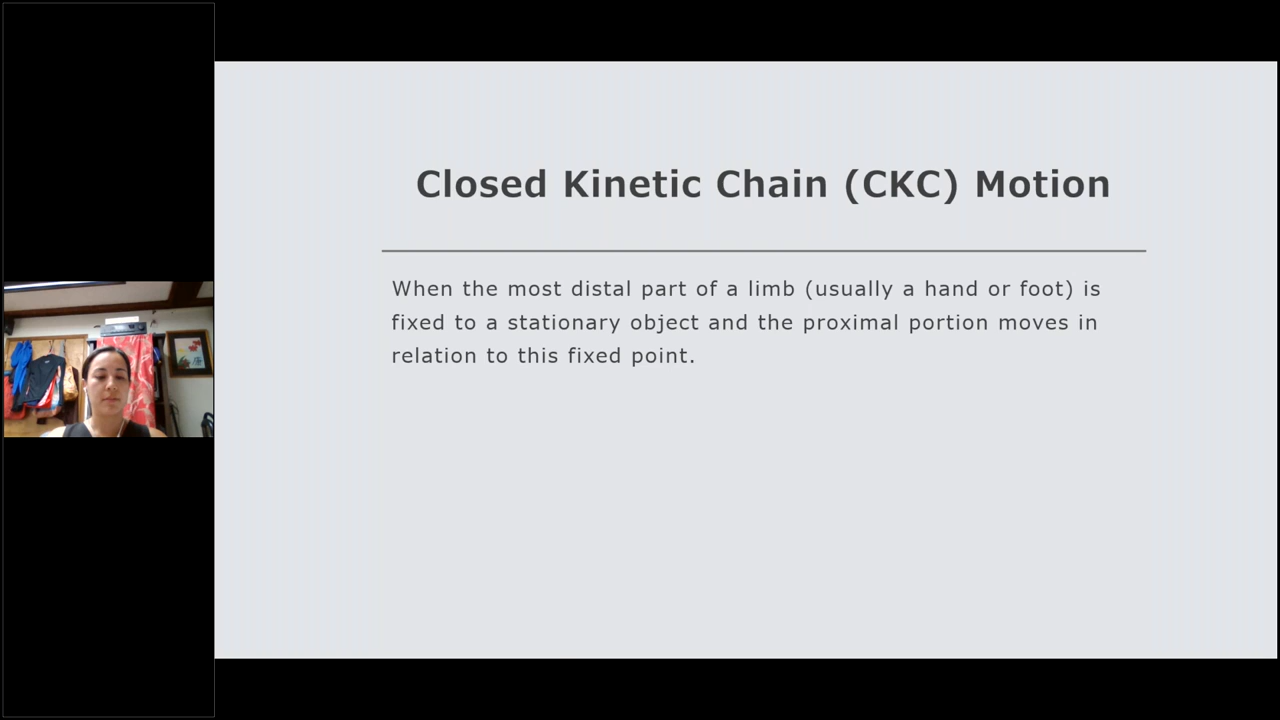 Closed Kinetic Chain (CKC) Motion
When the most distal part of a limb (usually a hand or foot) is
fixed to a stationary object and the proximal portion moves in
relation to this fixed point.